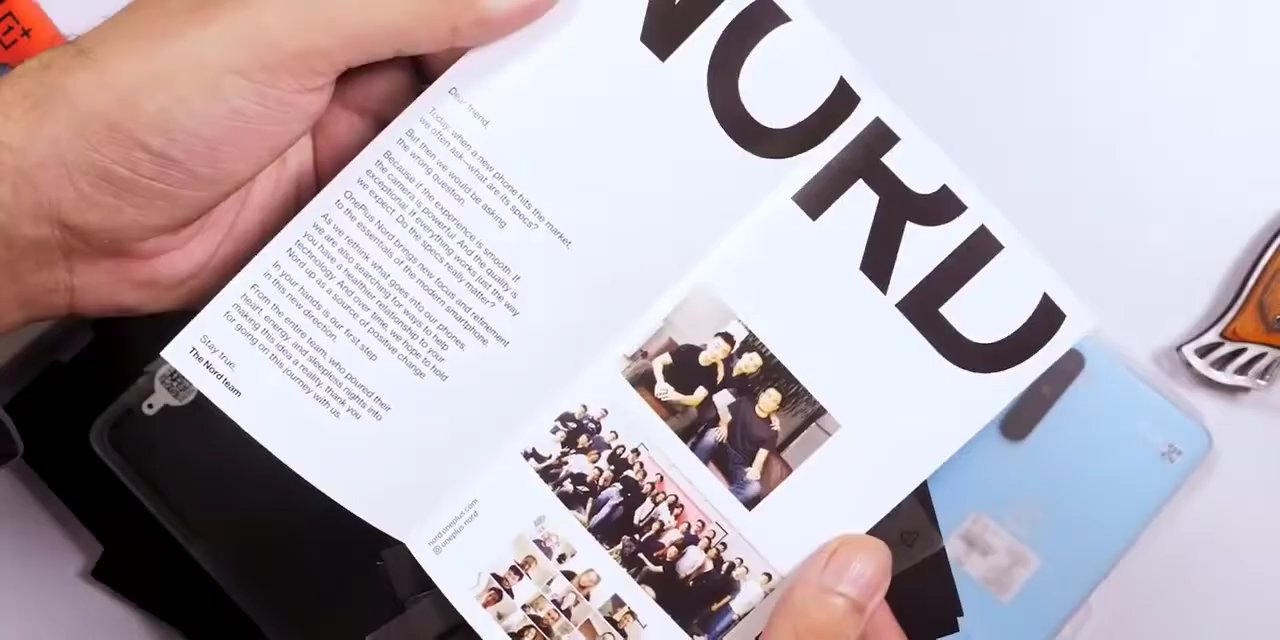 Dear friend,
Today, when a new phone hits the market,
we often ask—what are its specs?
But then we would be asking
the wrong question.
Because if the experience is smooth. If
the camera is powerful. And the quality is
exceptional. If everything works just the way
we expect. Do the specs really matter?
OnePlus Nord brings new focus and refinement
to the essentials of the modern smartphone.
As we rethink what goes into our phones,
we are also searching for ways to help
you have a healthier relationship to your
technology. And over time, we hope to hold
Nord up as a source of positive change.
In your hands is our first step
in this new direction.
From the entire team, who poured their
heart, energy, and sleepless nights into
making this idea a reality, thank you
for going on this journey with us.
Stay true,
The Nord team
nord.oneplus.com
oneplus.nord
1+